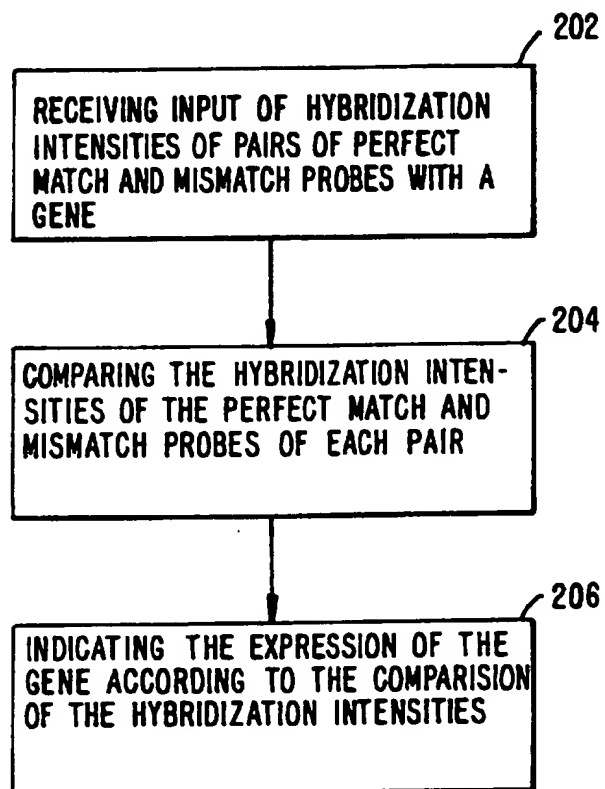 202
RECEIVING INPUT OF HYBRIDIZATION
INTENSITIES OF PAIRS OF PERFECT
MATCH AND MISMATCH PROBES WITH A
GENE
204
COMPARING THE HYBRIDIZATION INTEN-
SITIES OF THE PERFECT MATCH AND
MISMATCH PROBES OF EACH PAIR
206
INDICATING THE EXPRESSION OF THE
GENE ACCORDING TO THE COMPARISION
OF THE HYBRIDIZATION INTENSITIES